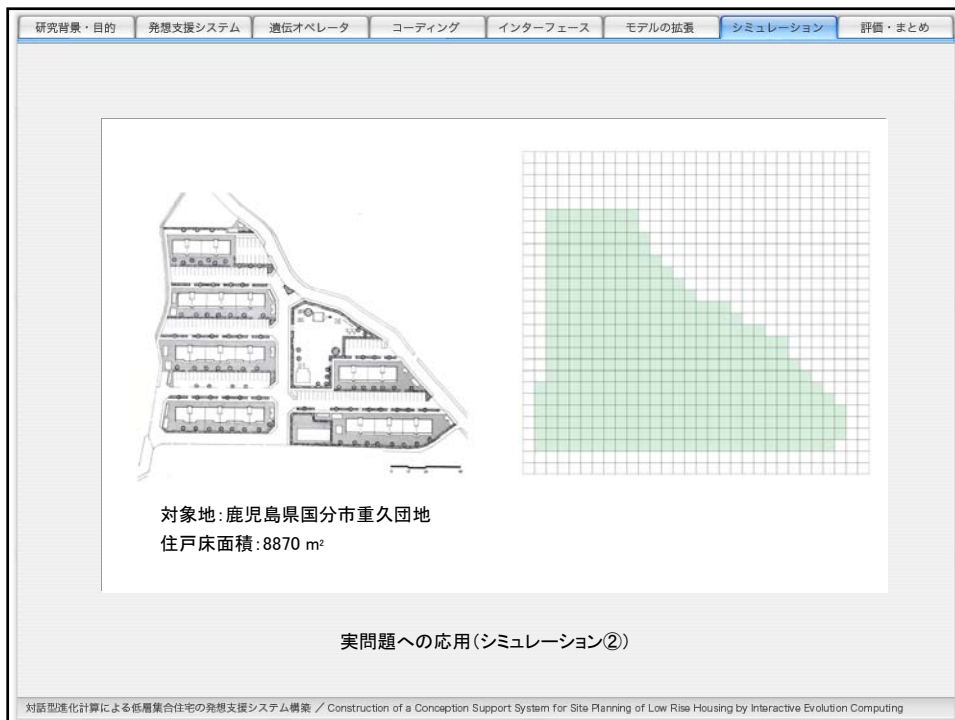 研究背景・目的
発想支援システム
遺伝オペレータ
コーディング
インターフェース
モデルの拡張
シミュレーション
評価・まとめ
対象地:鹿児島県国分市重久団地
住戸床面積:8870 m²
実問題への応用(シミュレーション②)
対話型進化計算による低層集合住宅の発想支援システム構築 / Construction of a Conception Support System for Site Planning of Low Rise Housing by Interactive Evolution Computing